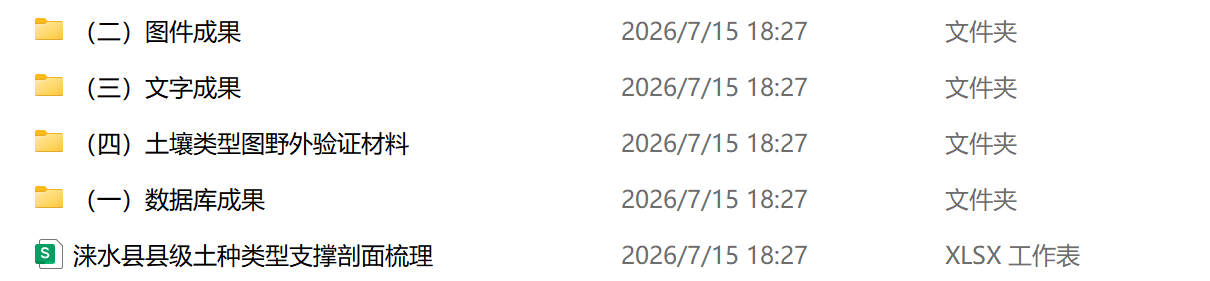 （二）图件成果 2026/7/15 18:27 文件夹
（三）文字成果 2026/7/15 18:27 文件夹
（四）土壤类型图野外验证材料 2026/7/15 18:27 文件夹
（一）数据库成果 2026/7/15 18:27 文件夹
S 涞水县县级土种类型支撑剖面梳理 2026/7/15 18:27 XLSX 工作表